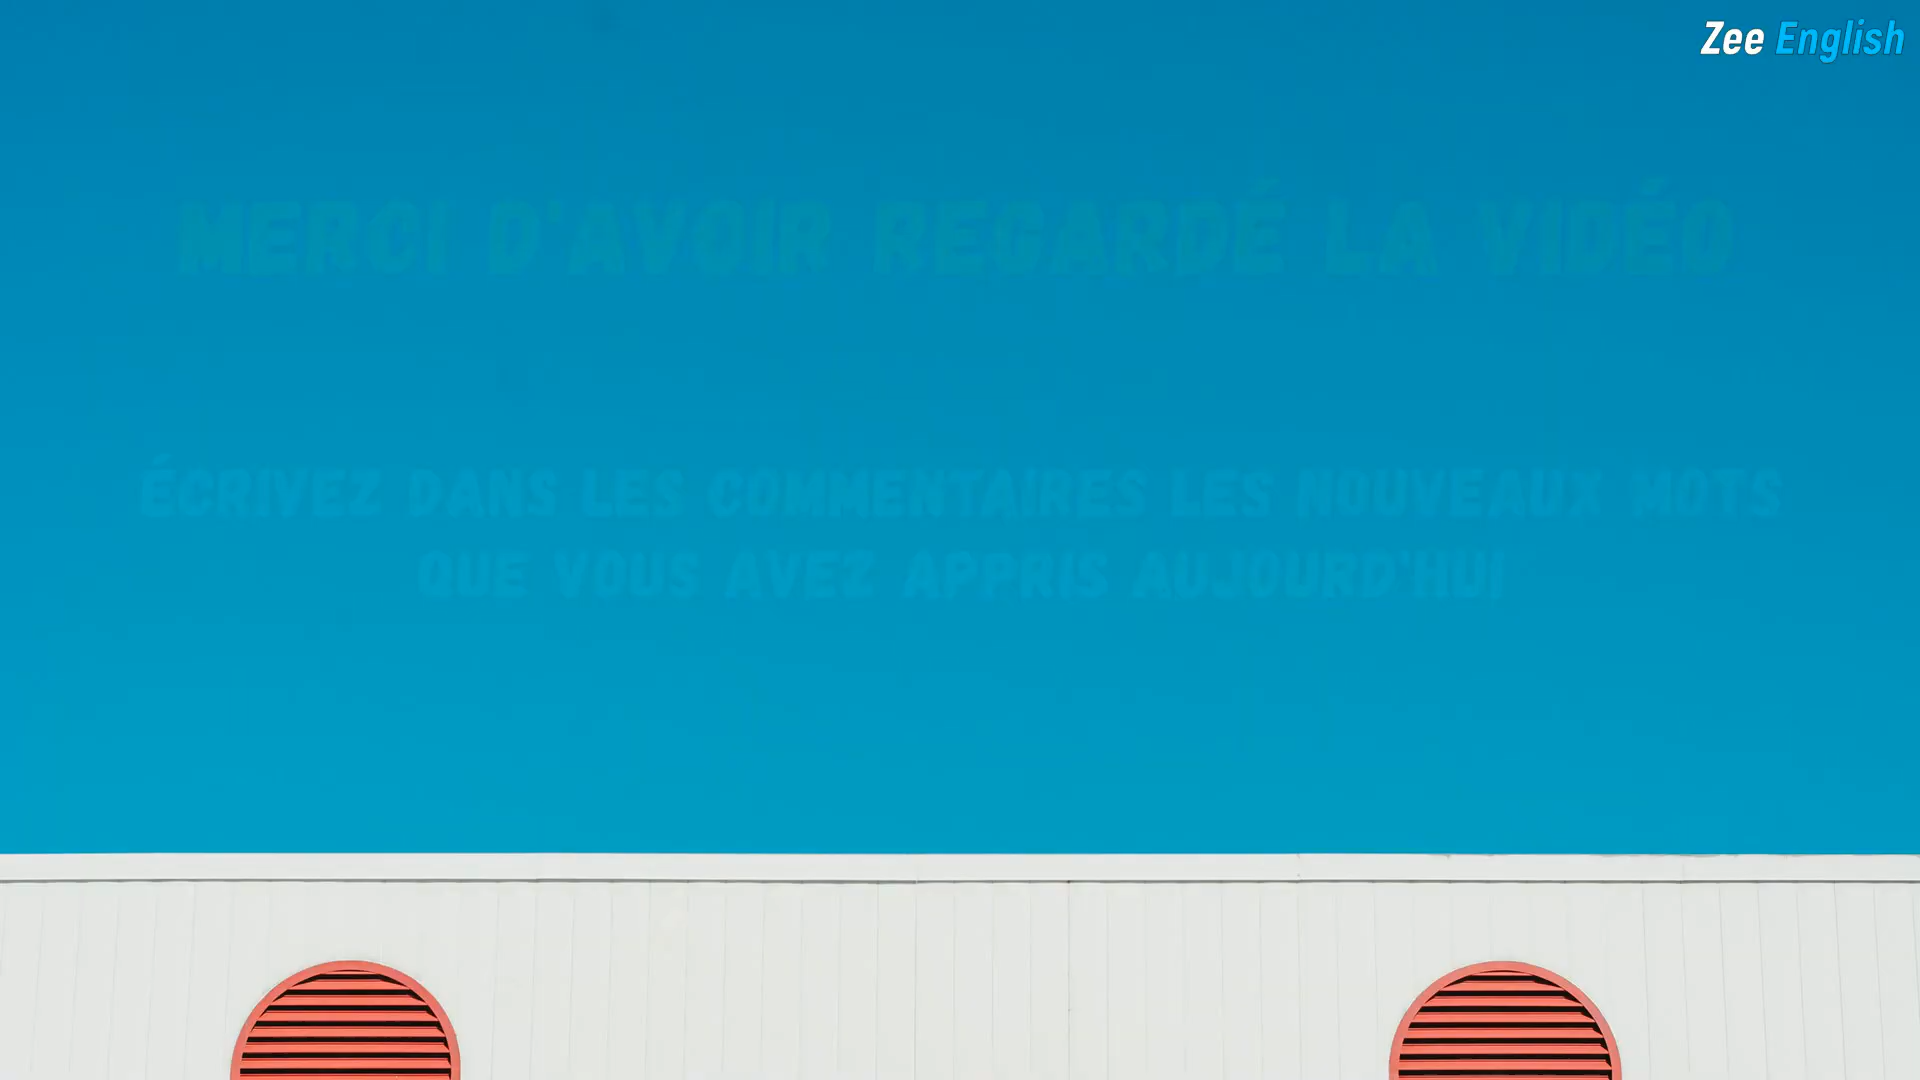 Zee English
MERCI D'AVOIR REGARDÉ LA VIDÉO
ÉCRIVEZ DANS LES COMMENTAIRES LES NOUVEAUX MOTS
QUE VOUS AVEZ APPRIS AUJOURD'HUI